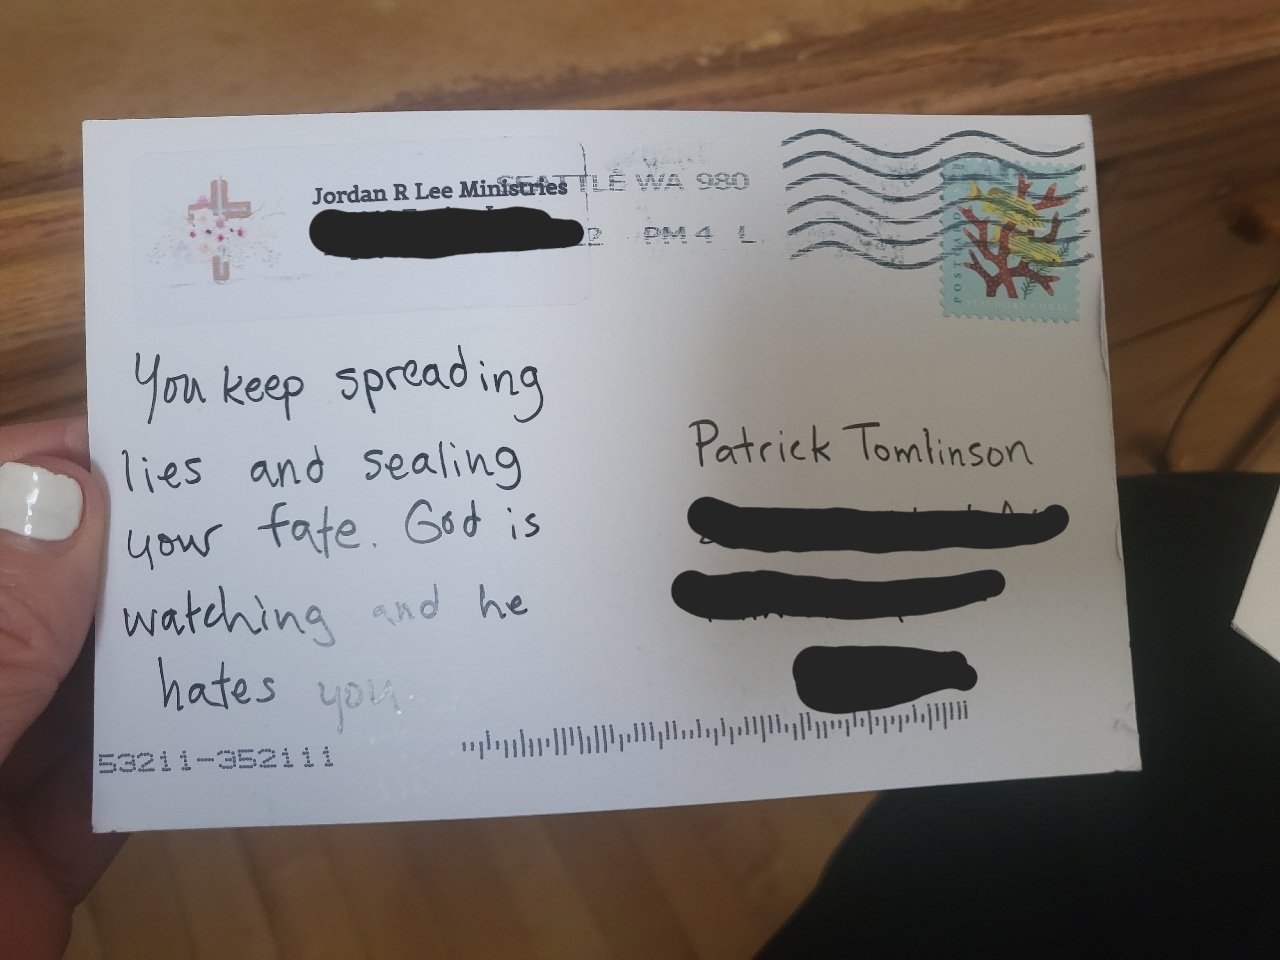 Jordan R Lee Ministries
SEATTLE WA 980
PM 4 L
You keep spreading
lies and sealing
your fate. God is
watching and he
hates you.
Patrick Tomlinson
53211-352111